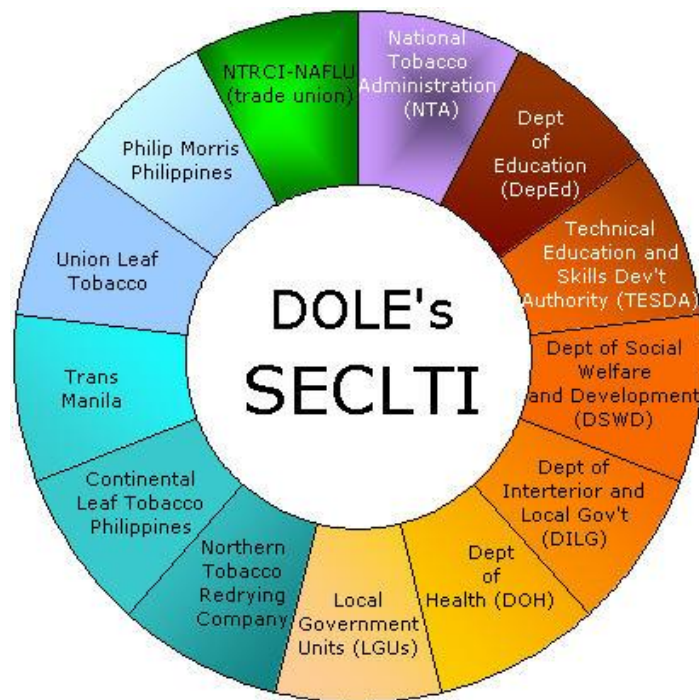 DOLE's
SECLTI
National
Tobacco
Administration
(NTA)
Dept
of
Education
(DepEd)
Technical
Education and
Skills Dev't
Authority (TESDA)
Dept of Social
Welfare
and Development
(DSWD)
Dept of
Interterior and
Local Gov't
(DILG)
Dept
of
Health (DOH)
Local
Government
Units (LGUs)
Northern
Tobacco
Redrying
Company
Continental
Leaf Tobacco
Philippines
Trans
Manila
Union Leaf
Tobacco
Philip Morris
Philippines
NTRCI-NAFLU
(trade union)